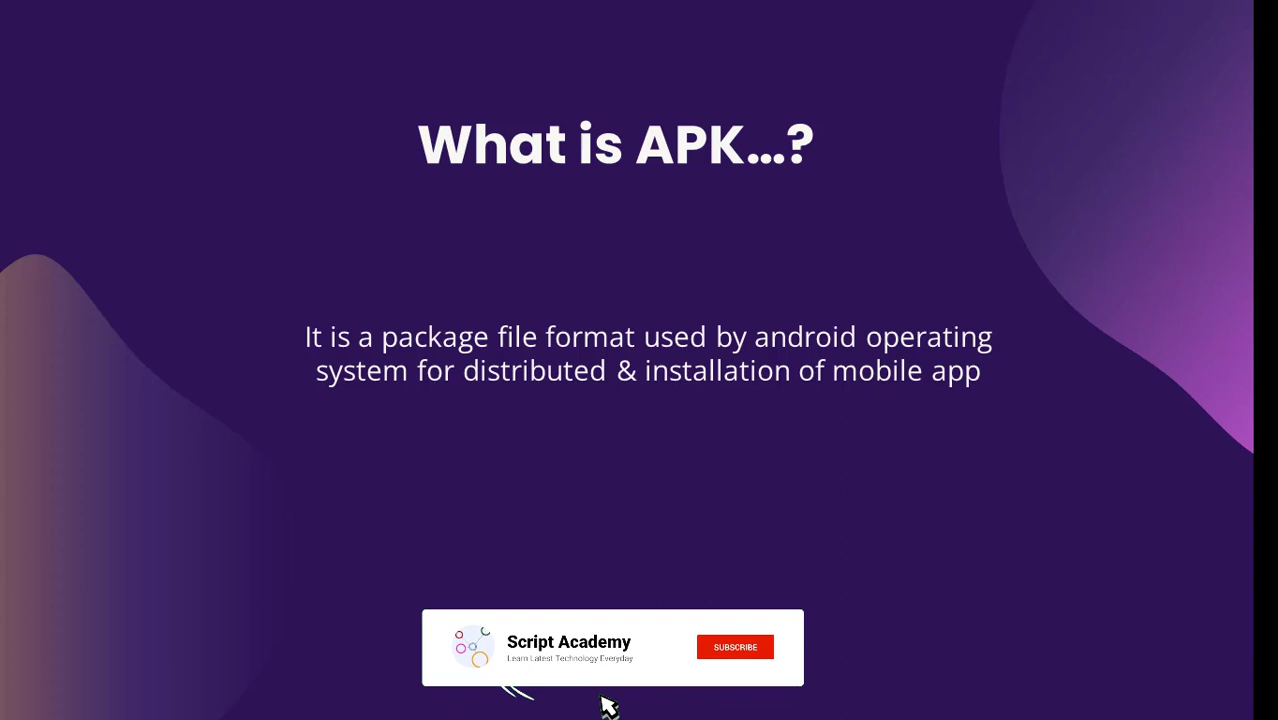 What is APK...?
It is a package file format used by android operating
system for distributed & installation of mobile app
Script Academy
Learn Latest Technology Everyday
SUBSCRIBE